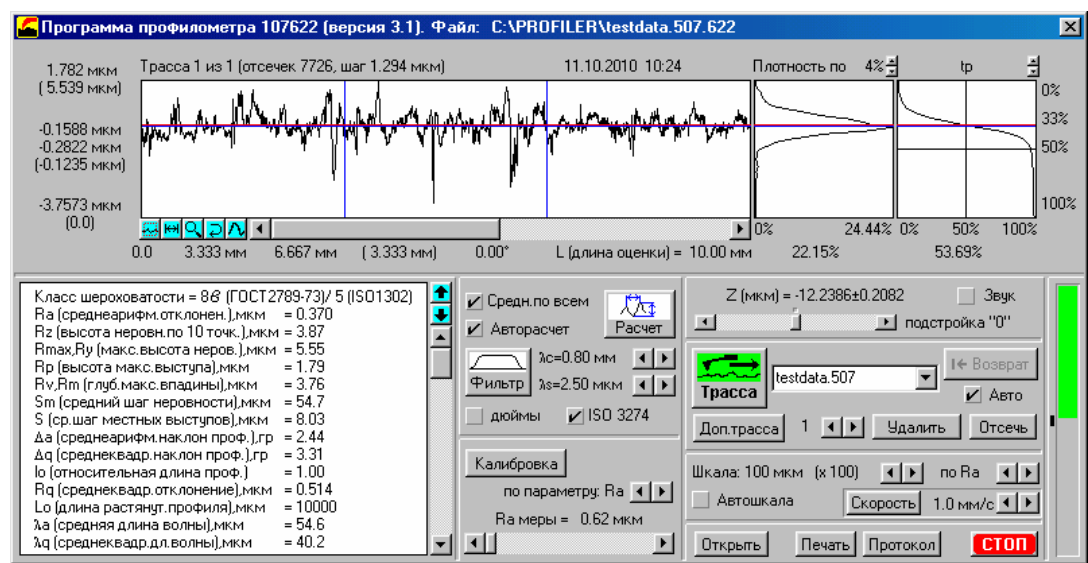 Программа профилометра 107622 (версия 3.1). Файл: C:\PROFILER\testdata.507.622
1.782 мкм
( 5.539 мкм)
-0.1588 мкм
-0.2822 мкм
(-0.1235 мкм)
-3.7573 мкм
(0.0)
Трасса 1 из 1 (отсечек 7726, шаг 1.294 мкм) 11.10.2010 10:24
Плотность по 4% tp
0%
33%
50%
100%
0% 24.44% 0% 50% 100%
0.0 3.333 мм 6.667 мм ( 3.333 мм) 0.00° L (длина оценки) = 10.00 мм 22.15% 53.69%
Класс шероховатости = 8б (ГОСТ2789-73)/ 5 (ISO1302)
Ra (среднеарифм.отклонен.),мкм = 0.370
Rz (высота неровн.по 10 точк.),мкм = 3.87
Rmax,Ry (макс.высота неров.),мкм = 5.55
Rp (высота макс.выступа),мкм = 1.79
Rv,Rm (глуб.макс.впадины),мкм = 3.76
Sm (средний шаг неровности),мкм = 54.7
S (ср.шаг местных выступов),мкм = 8.03
Δa (среднеарифм.наклон проф.),гр = 2.44
Δq (среднеквадр.наклон проф.),гр = 3.31
lo (относительная длина проф.) = 1.00
Rq (среднеквадр.отклонение),мкм = 0.514
Lo (длина растянут.профиля),мкм = 10000
λa (средняя длина волны),мкм = 54.6
λq (среднеквадр.дл.волны),мкм = 40.2
Средн.по всем
Авторасчет
Расчет
Фильтр
λc=0.80 мм
λs=2.50 мкм
дюймы ISO 3274
Калибровка
по параметру: Ra
Ra меры = 0.62 мкм
Z (мкм) = -12.2386±0.2082 Звук
подстройка "0"
Трасса
testdata.507
Возврат
Авто
Доп.трасса 1 Удалить Отсечь
Шкала: 100 мкм (x 100) по Ra
Автошкала Скорость 1.0 мм/с
Открыть Печать Протокол СТОП